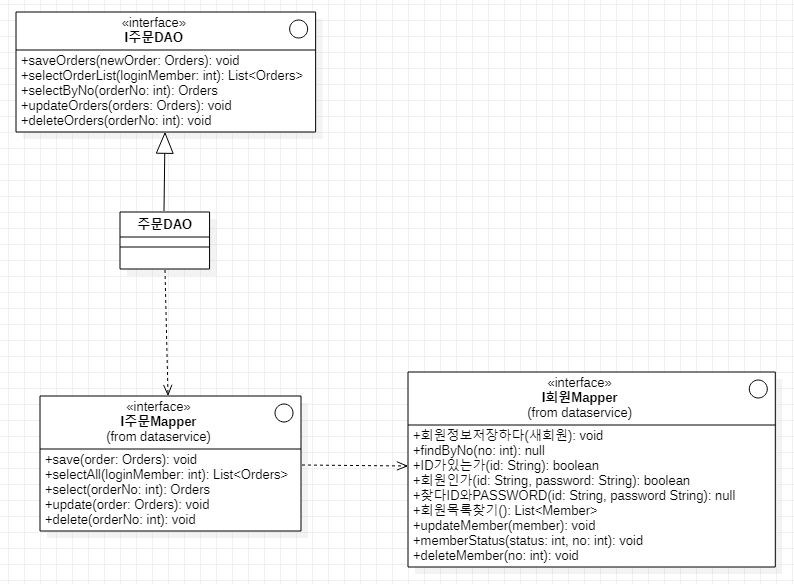 «interface»
I주문DAO
+saveOrders(newOrder: Orders): void
+selectOrderList(loginMember: int): List<Orders>
+selectByNo(orderNo: int): Orders
+updateOrders(orders: Orders): void
+deleteOrders(orderNo: int): void
주문DAO
«interface»
I주문Mapper
(from dataservice)
+save(order: Orders): void
+selectAll(loginMember: int): List<Orders>
+select(orderNo: int): Orders
+update(order: Orders): void
+delete(orderNo: int): void
«interface»
I회원Mapper
(from dataservice)
+회원정보저장하다(새회원): void
+findByNo(no: int): null
+ID가있는가(id: String): boolean
+회원인가(id: String, password: String): boolean
+찾다ID와PASSWORD(id: String, password String): null
+회원목록찾기(): List<Member>
+updateMember(member): void
+memberStatus(status: int, no: int): void
+deleteMember(no: int): void